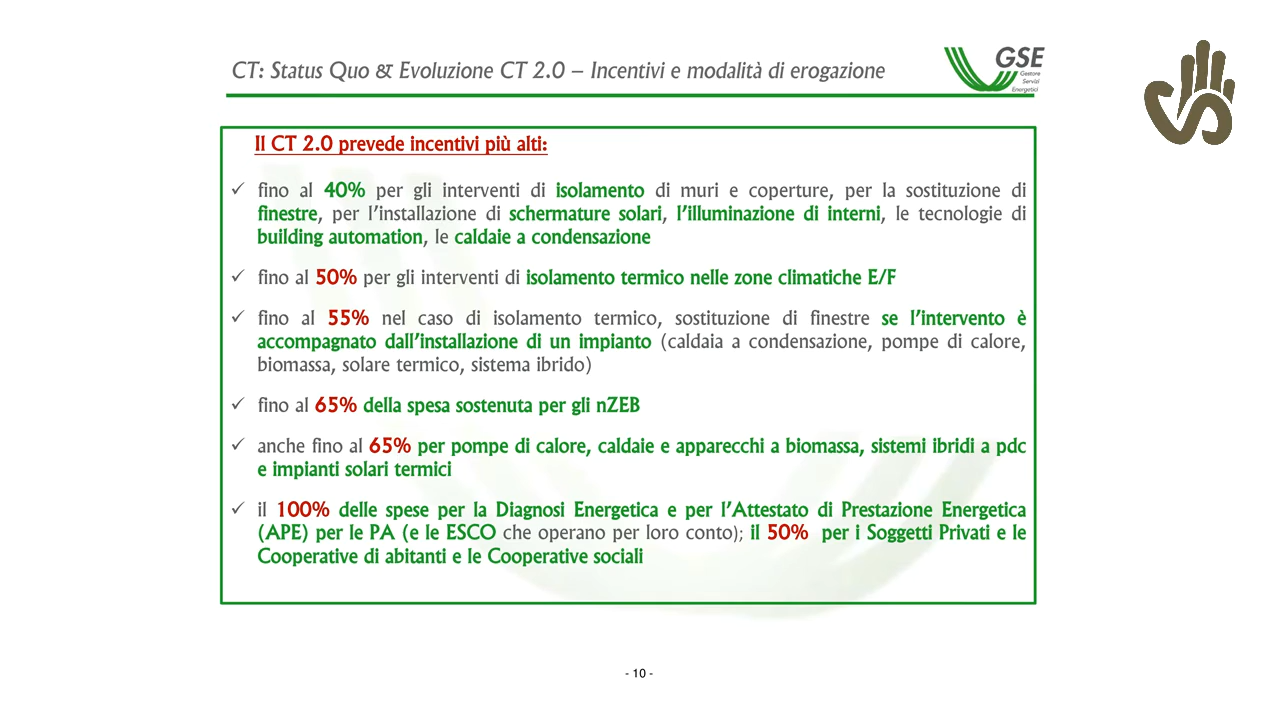 CT: Status Quo & Evoluzione CT 2.0 – Incentivi e modalità di erogazione
GSE
Gestore
Servizi
Energetici
Il CT 2.0 prevede incentivi più alti:
✓ fino al 40% per gli interventi di isolamento di muri e coperture, per la sostituzione di
finestre, per l’installazione di schermature solari, l’illuminazione di interni, le tecnologie di
building automation, le caldaie a condensazione
✓ fino al 50% per gli interventi di isolamento termico nelle zone climatiche E/F
✓ fino al 55% nel caso di isolamento termico, sostituzione di finestre se l’intervento è
accompagnato dall’installazione di un impianto (caldaia a condensazione, pompe di calore,
biomassa, solare termico, sistema ibrido)
✓ fino al 65% della spesa sostenuta per gli nZEB
✓ anche fino al 65% per pompe di calore, caldaie e apparecchi a biomassa, sistemi ibridi a pdc
e impianti solari termici
✓ il 100% delle spese per la Diagnosi Energetica e per l’Attestato di Prestazione Energetica
(APE) per le PA (e le ESCO che operano per loro conto); il 50% per i Soggetti Privati e le
Cooperative di abitanti e le Cooperative sociali
- 10 -